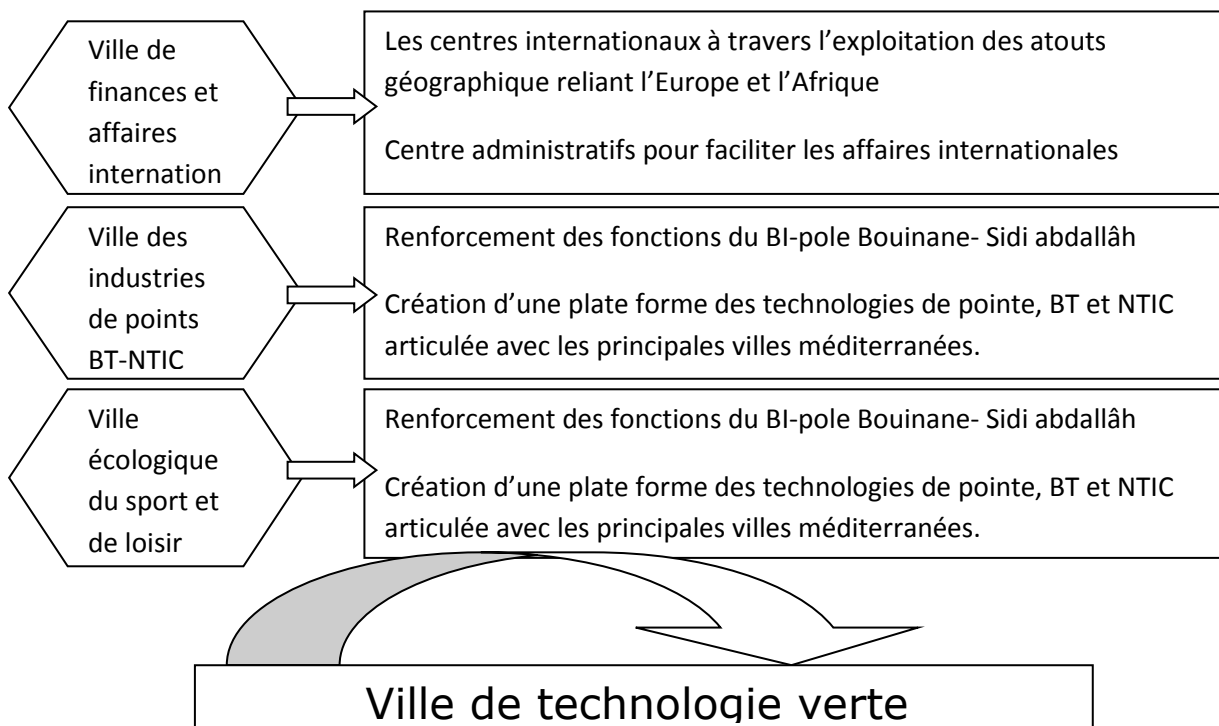 Ville de
finances et
affaires
internation
Les centres internationaux à travers l'exploitation des atouts
géographique reliant l'Europe et l'Afrique
Centre administratifs pour faciliter les affaires internationales
Ville des
industries
de points
BT-NTIC
Renforcement des fonctions du BI-pole Bouinane- Sidi abdallâh
Création d'une plate forme des technologies de pointe, BT et NTIC
articulée avec les principales villes méditerranées.
Ville
écologique
du sport et
de loisir
Renforcement des fonctions du BI-pole Bouinane- Sidi abdallâh
Création d'une plate forme des technologies de pointe, BT et NTIC
articulée avec les principales villes méditerranées.
Ville de technologie verte